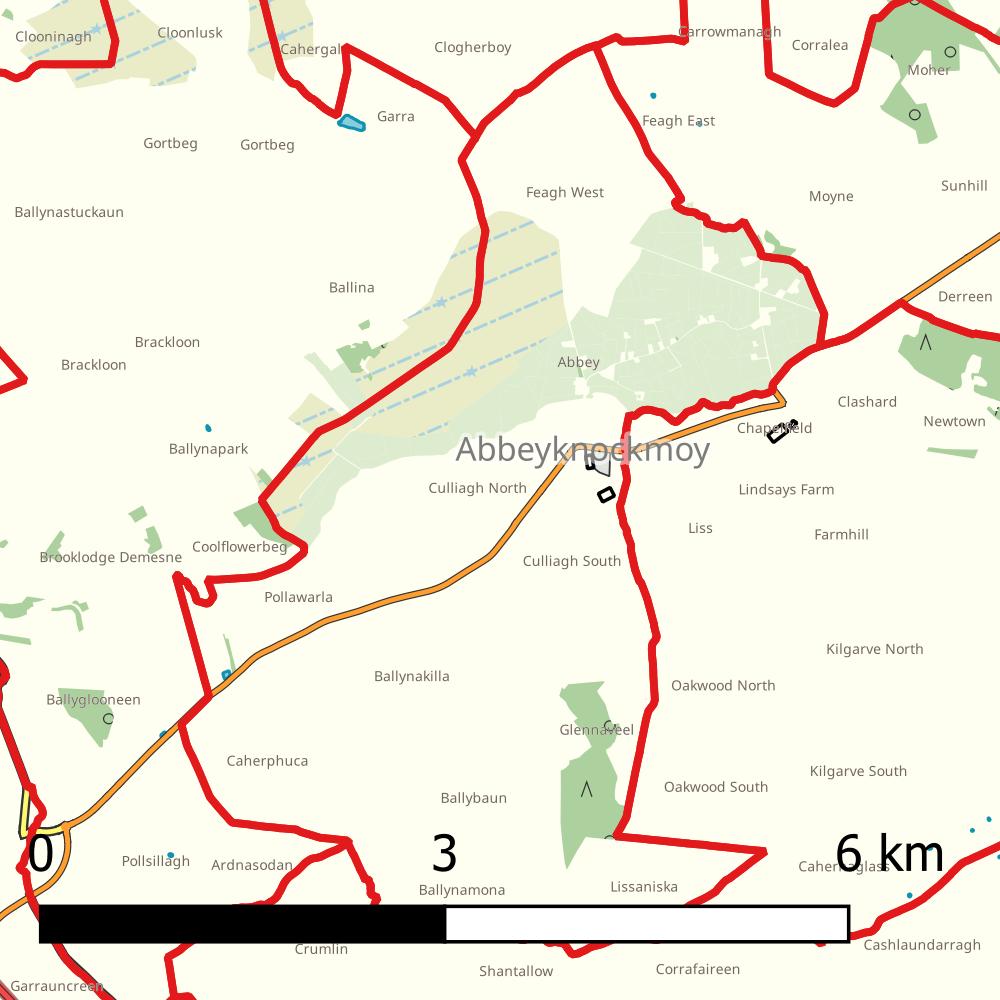 Clooninagh
Cloonlusk
Cahergal
Clogherboy
Carrowmanagh
Corralea
Moher
Garra
Feagh East
Gortbeg
Gortbeg
Feagh West
Moyne
Sunhill
Ballynastuckaun
Ballina
Derreen
Brackloon
Brackloon
Abbey
Clashard
Newtown
Chapelfield
Ballynapark
Abbeyknockmoy
Culliagh North
Lindsays Farm
Liss
Farmhill
Coolflowerbeg
Brooklodge Demesne
Culliagh South
Pollawarla
Kilgarve North
Ballynakilla
Oakwood North
Ballyglooneen
Glennaveel
Caherphuca
Kilgarve South
Oakwood South
Ballybaun
0
3
6 km
Pollsillagh
Ardnasodan
Caherhaglass
Ballynamona
Lissaniska
Crumlin
Cashlaundarragh
Shantallow
Corrafaireen
Garrauncreen